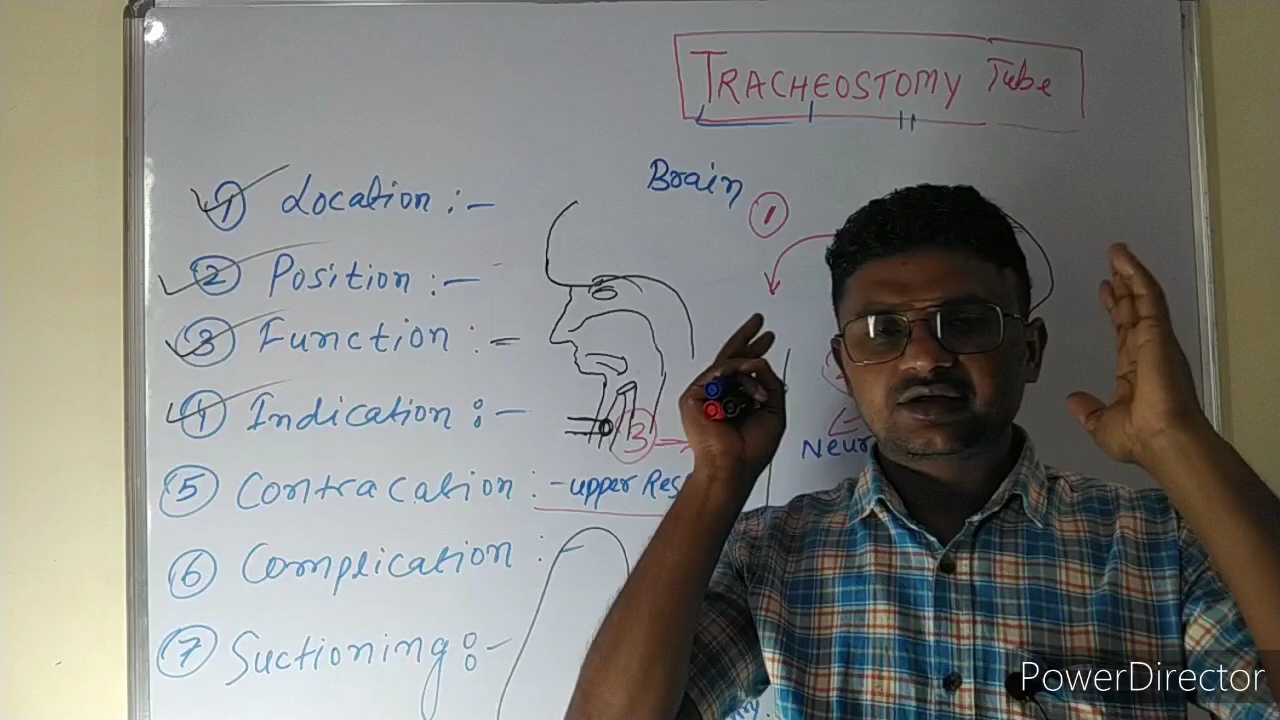 TRACHEOSTOMY Tube
Brain
1
1 Location :-
2 Position :-
3 Function :-
4 Indication :-
3
Neur
5 Contracation :- upper Res
6 Complication :-
7 Suctioning :-
PowerDirector